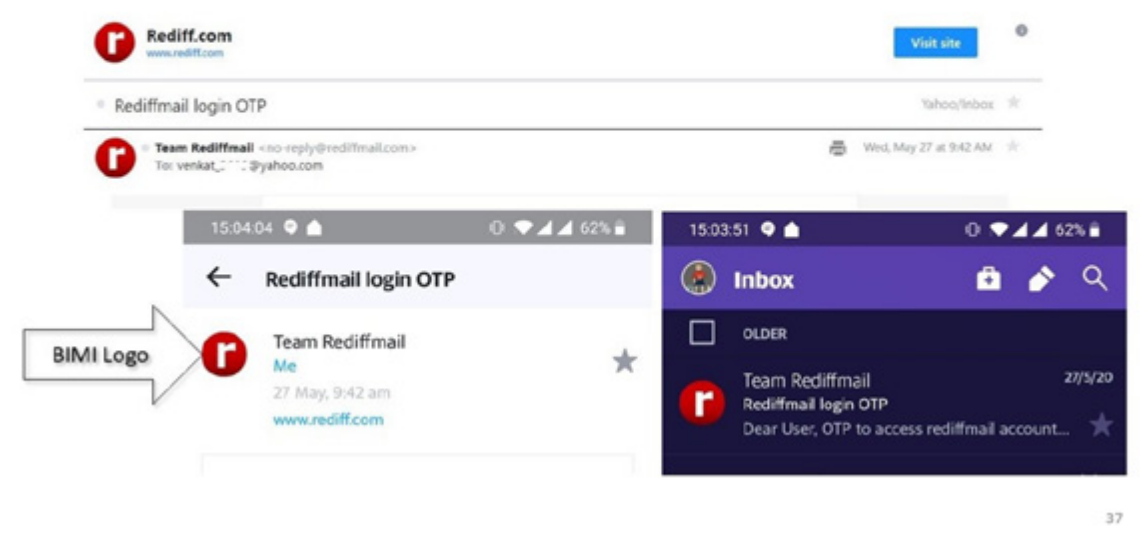 r
Rediff.com
www.rediff.com
Visit site
Rediffmail login OTP
Yahoo/Inbox
r
Team Rediffmail <no-reply@rediffmail.com>
Wed, May 27 at 9:42 AM
To: @yahoo.com
15:04:04
62%
Rediffmail login OTP
BIMI Logo
r
Team Rediffmail
Me
27 May, 9:42 am
www.rediff.com
15:03:51
62%
Inbox
OLDER
r
Team Rediffmail
27/5/20
Rediffmail login OTP
Dear User, OTP to access rediffmail account...
37